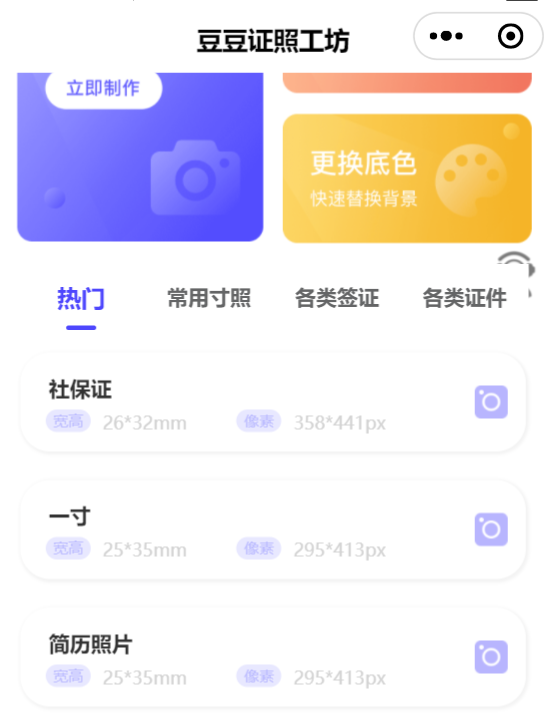 豆豆证照工坊
立即制作
更换底色
快速替换背景
热门 常用寸照 各类签证 各类证件
社保证
宽高 26*32mm 像素 358*441px
一寸
宽高 25*35mm 像素 295*413px
简历照片
宽高 25*35mm 像素 295*413px